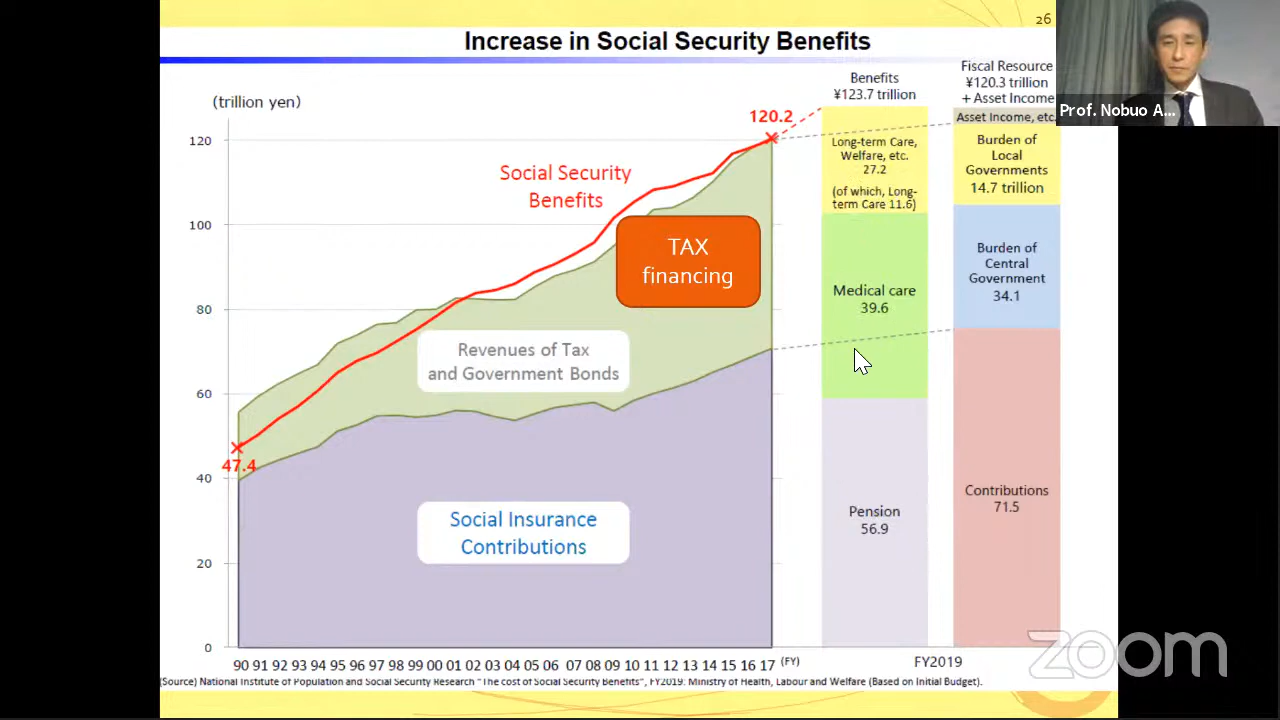 26
Increase in Social Security Benefits
(trillion yen)
120
100
80
60
40
20
0
120.2
Social Security
Benefits
TAX
financing
Revenues of Tax
and Government Bonds
47.4
Social Insurance
Contributions
90 91 92 93 94 95 96 97 98 99 00 01 02 03 04 05 06 07 08 09 10 11 12 13 14 15 16 17 (FY)
Benefits
¥123.7 trillion
Long-term Care,
Welfare, etc.
27.2
(of which, Long-
term Care 11.6)
Medical care
39.6
Pension
56.9
Fiscal Resource
¥120.3 trillion
+ Asset Income
Asset Income, etc.
Burden of
Local
Governments
14.7 trillion
Burden of
Central
Government
34.1
Contributions
71.5
FY2019
(Source) National Institute of Population and Social Security Research "The cost of Social Security Benefits", FY2019: Ministry of Health, Labour and Welfare (Based on Initial Budget).
Prof. Nobuo A...
zoom